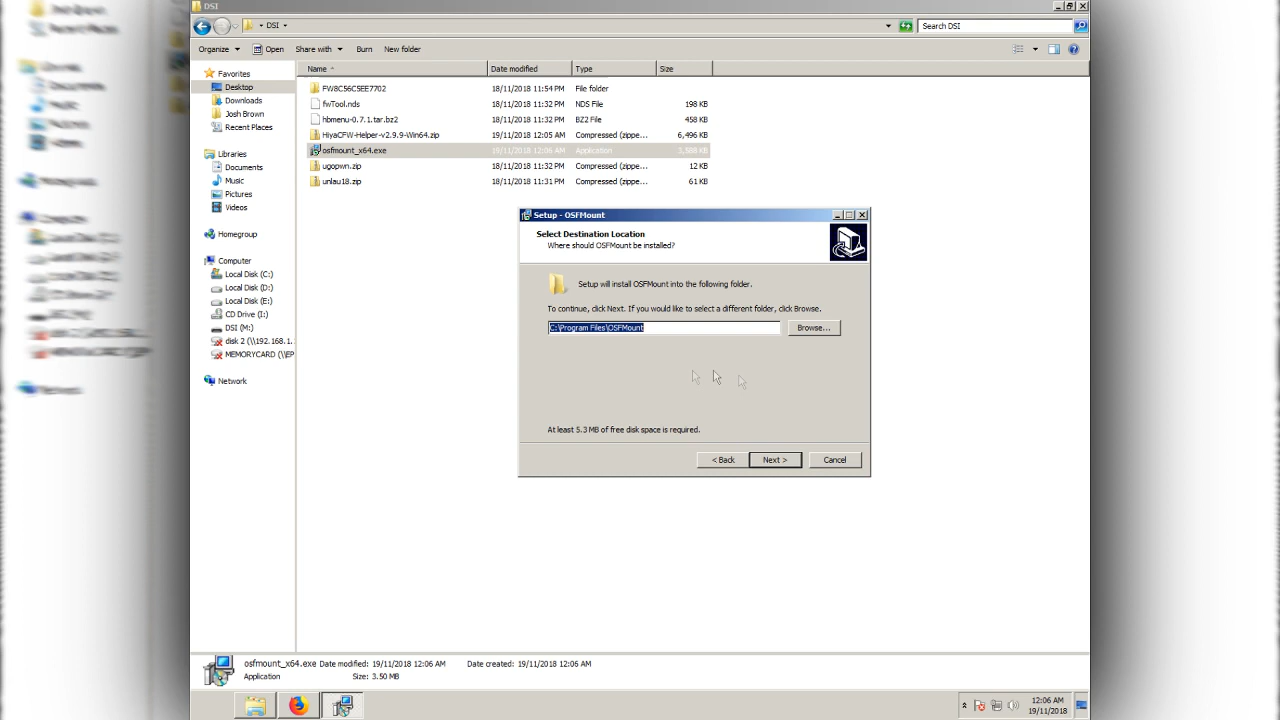 DSI
DSI
Search DSI
Organize
Open
Share with
Burn
New folder
Name
Date modified
Type
Size
Favorites
Desktop
Downloads
Josh Brown
Recent Places
Libraries
Documents
Music
Pictures
Videos
Homegroup
Computer
Local Disk (C:)
Local Disk (D:)
Local Disk (E:)
CD Drive (I:)
DSI (M:)
disk 2 (\\192.168.1.
MEMORYCARD (\\EP
Network
FW8C56C5EE7702 18/11/2018 11:54 PM File folder
fwTool.nds 18/11/2018 11:32 PM NDS File 198 KB
hbmenu-0.7.1.tar.bz2 18/11/2018 11:32 PM BZ2 File 458 KB
HiyaCFW-Helper-v2.9.9-Win64.zip 19/11/2018 12:05 AM Compressed (zippe... 6,496 KB
osfmount_x64.exe 19/11/2018 12:06 AM Application 3,588 KB
ugopwn.zip 18/11/2018 11:32 PM Compressed (zippe... 12 KB
unlau18.zip 18/11/2018 11:31 PM Compressed (zippe... 61 KB
Setup - OSFMount
Select Destination Location
Where should OSFMount be installed?
Setup will install OSFMount into the following folder.
To continue, click Next. If you would like to select a different folder, click Browse.
C:\Program Files\OSFMount
Browse...
At least 5.3 MB of free disk space is required.
< Back
Next >
Cancel
osfmount_x64.exe Date modified: 19/11/2018 12:06 AM Date created: 19/11/2018 12:06 AM
Application Size: 3.50 MB
12:06 AM
19/11/2018